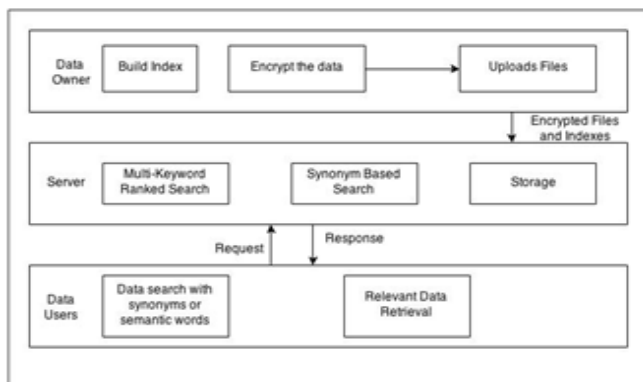 Data
Owner
Build Index
Encrypt the data
Uploads Files
Encrypted Files
and Indexes
Server
Multi-Keyword
Ranked Search
Synonym Based
Search
Storage
Request
Response
Data
Users
Data search with
synonyms or
semantic words
Relevant Data
Retrieval